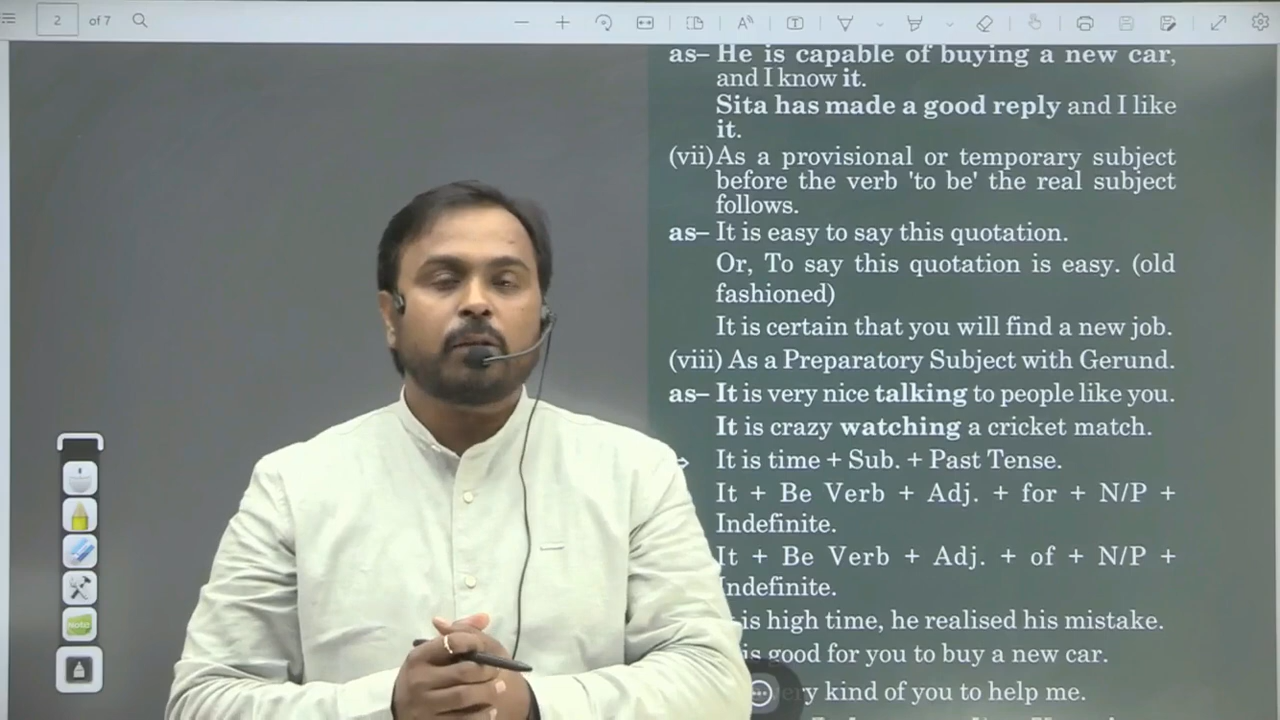 2 of 7
as– He is capable of buying a new car,
and I know it.
Sita has made a good reply and I like
it.
(vii) As a provisional or temporary subject
before the verb 'to be' the real subject
follows.
as– It is easy to say this quotation.
Or, To say this quotation is easy. (old
fashioned)
It is certain that you will find a new job.
(viii) As a Preparatory Subject with Gerund.
as– It is very nice talking to people like you.
It is crazy watching a cricket match.
It is time + Sub. + Past Tense.
It + Be Verb + Adj. + for + N/P +
Indefinite.
It + Be Verb + Adj. + of + N/P +
Indefinite.
is high time, he realised his mistake.
is good for you to buy a new car.
kind of you to help me.
Note